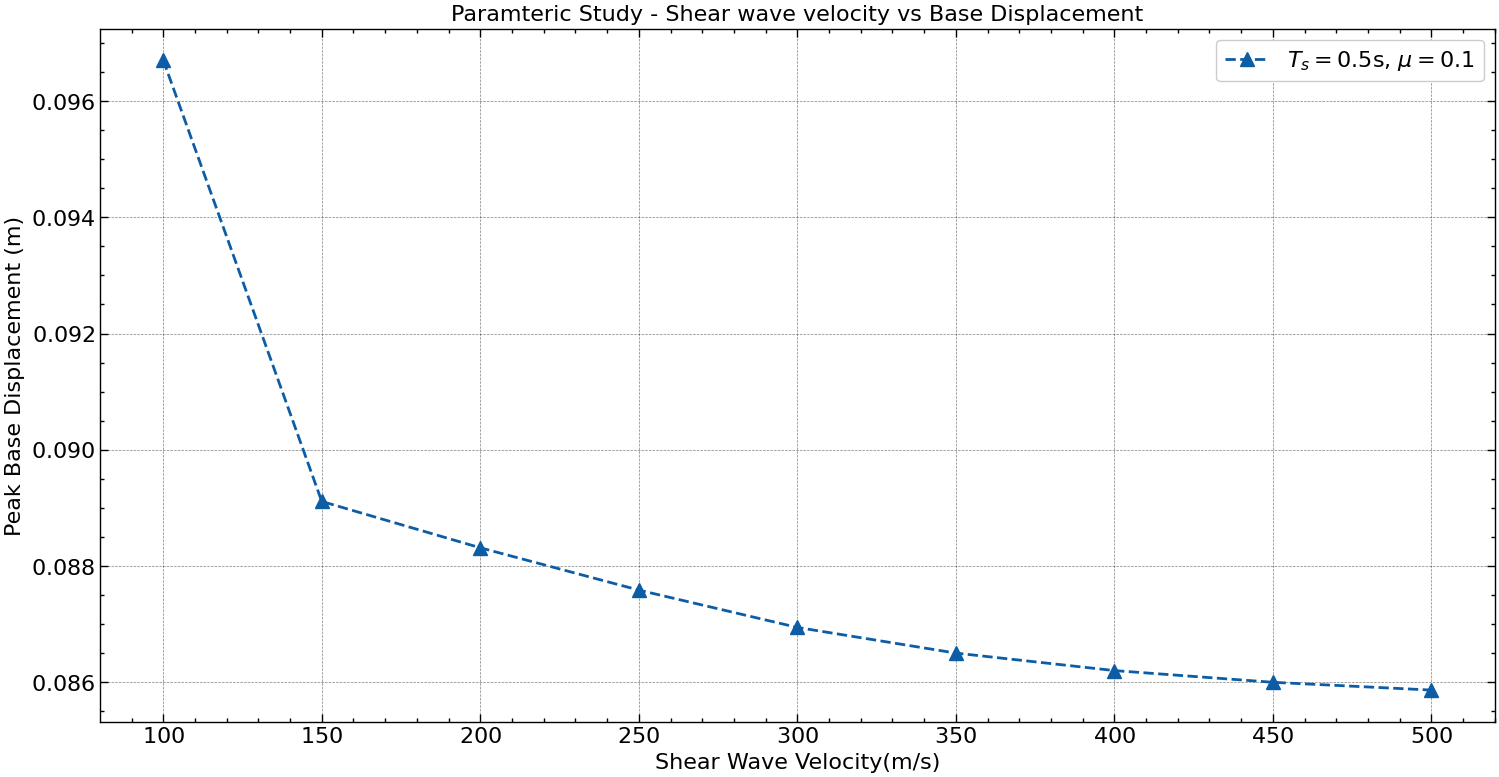 Paramteric Study - Shear wave velocity vs Base Displacement
T_s = 0.5s, μ = 0.1
Peak Base Displacement (m)
0.096
0.094
0.092
0.090
0.088
0.086
100 150 200 250 300 350 400 450 500
Shear Wave Velocity(m/s)